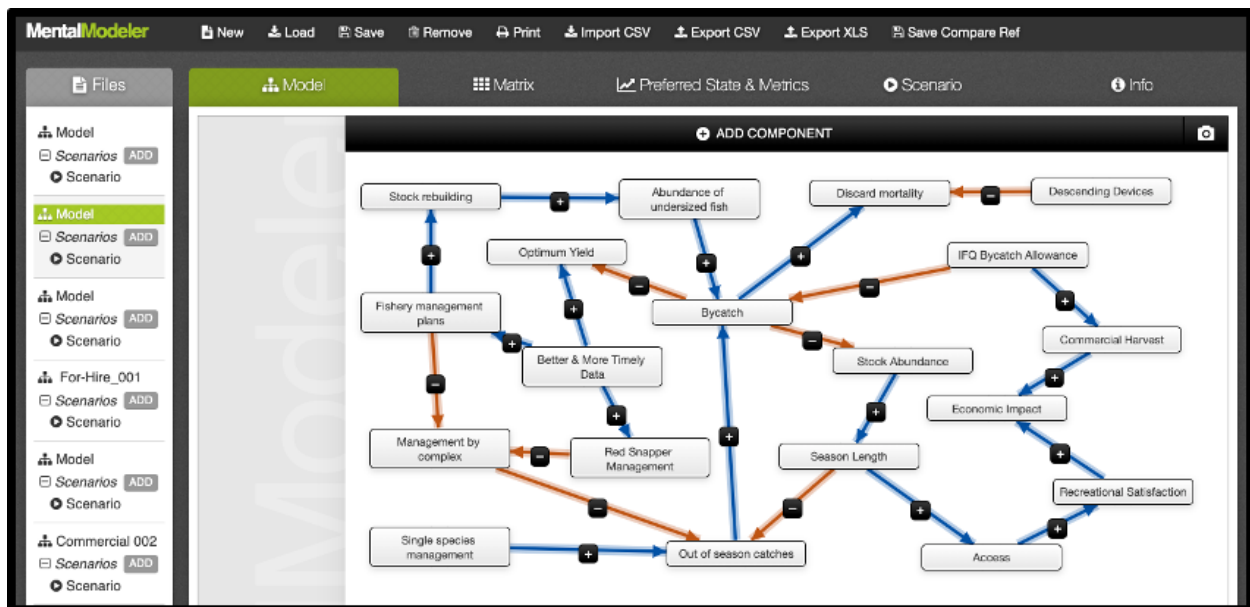 MentalModeler
New Load Save Remove Print Import CSV Export CSV Export XLS Save Compare Ref
Files
Model Matrix Preferred State & Metrics Scenario Info
Model
Scenarios ADD
Scenario
Model
Scenarios ADD
Scenario
Model
Scenarios ADD
Scenario
For-Hire_001
Scenarios ADD
Scenario
Model
Scenarios ADD
Scenario
Commercial 002
Scenarios ADD
Scenario
Model
ADD COMPONENT
Stock rebuilding
Abundance of
undersized fish
Discard mortality
Descending Devices
Optimum Yield
IFQ Bycatch Allowance
Fishery management
plans
Bycatch
Commercial Harvest
Better & More Timely
Data
Stock Abundance
Economic Impact
Management by
complex
Red Snapper
Management
Season Length
Recreational Satisfaction
Single species
management
Out of season catches
Access